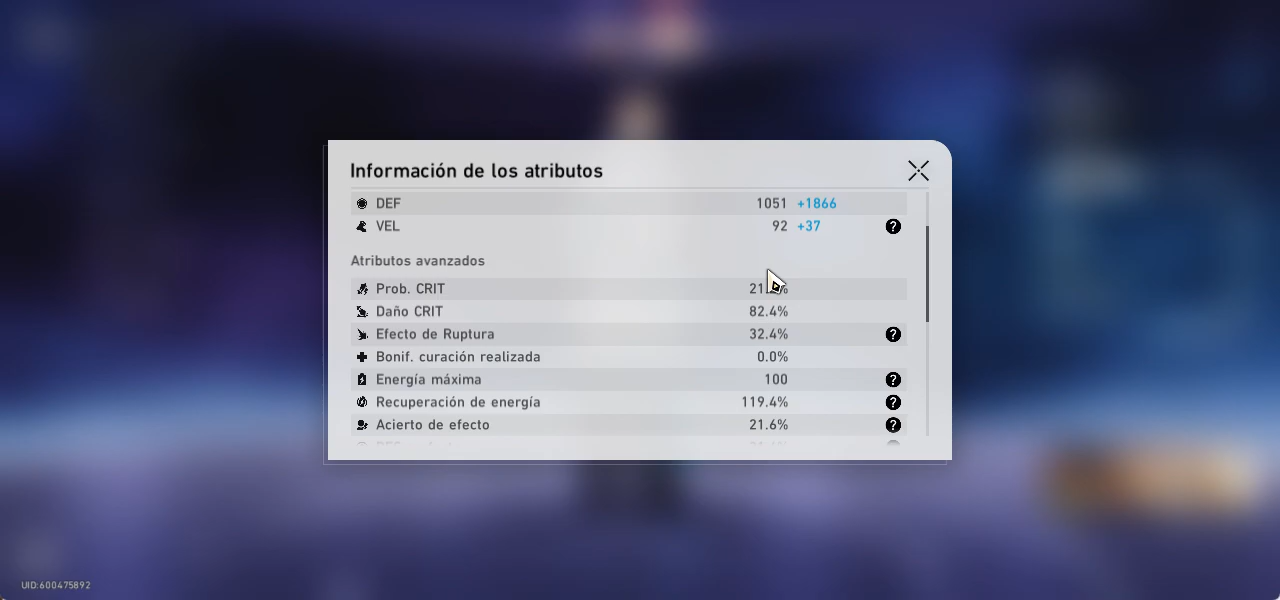 Información de los atributos
DEF 1051 +1866
VEL 92 +37
Atributos avanzados
Prob. CRIT
Daño CRIT 82.4%
Efecto de Ruptura 32.4%
Bonif. curación realizada 0.0%
Energía máxima 100
Recuperación de energía 119.4%
Acierto de efecto 21.6%
UID:600475892